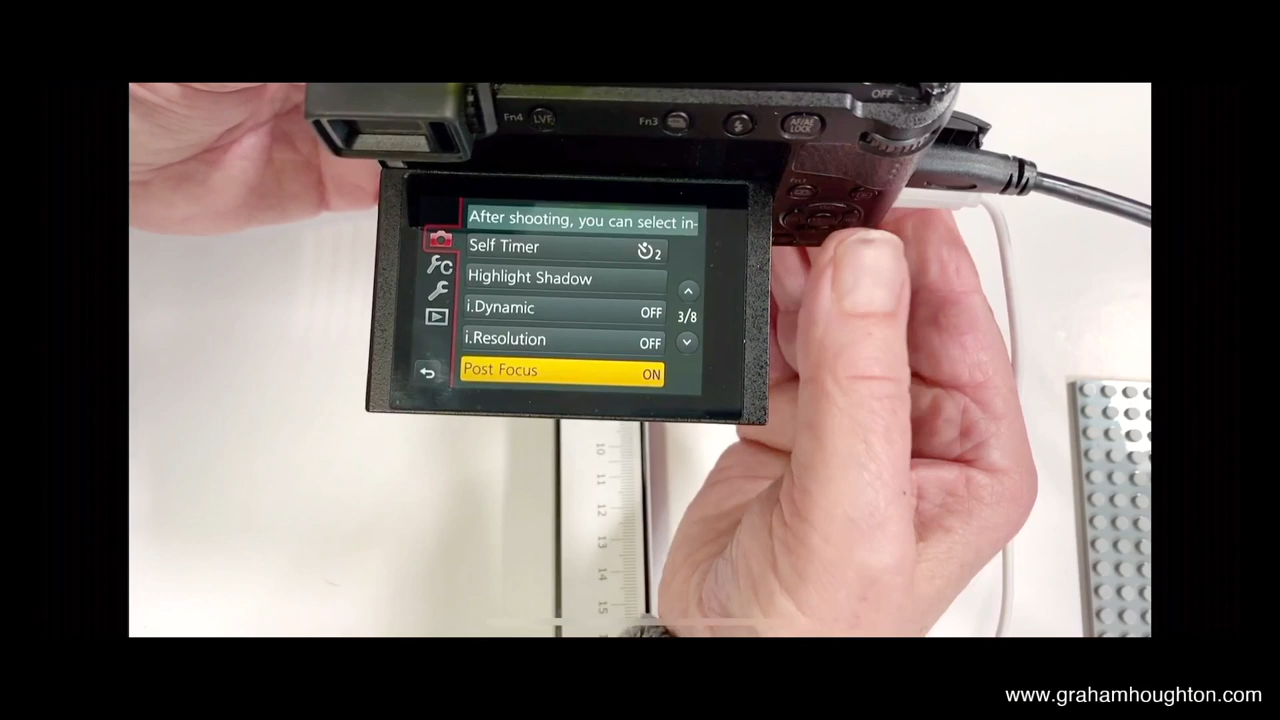 OFF
Fn4 LVF
Fn3
AF/AE
LOCK
After shooting, you can select in-
Self Timer 2
Highlight Shadow
i.Dynamic OFF
3/8
i.Resolution OFF
Post Focus ON
10
11
12
13
14
15
www.grahamhoughton.com